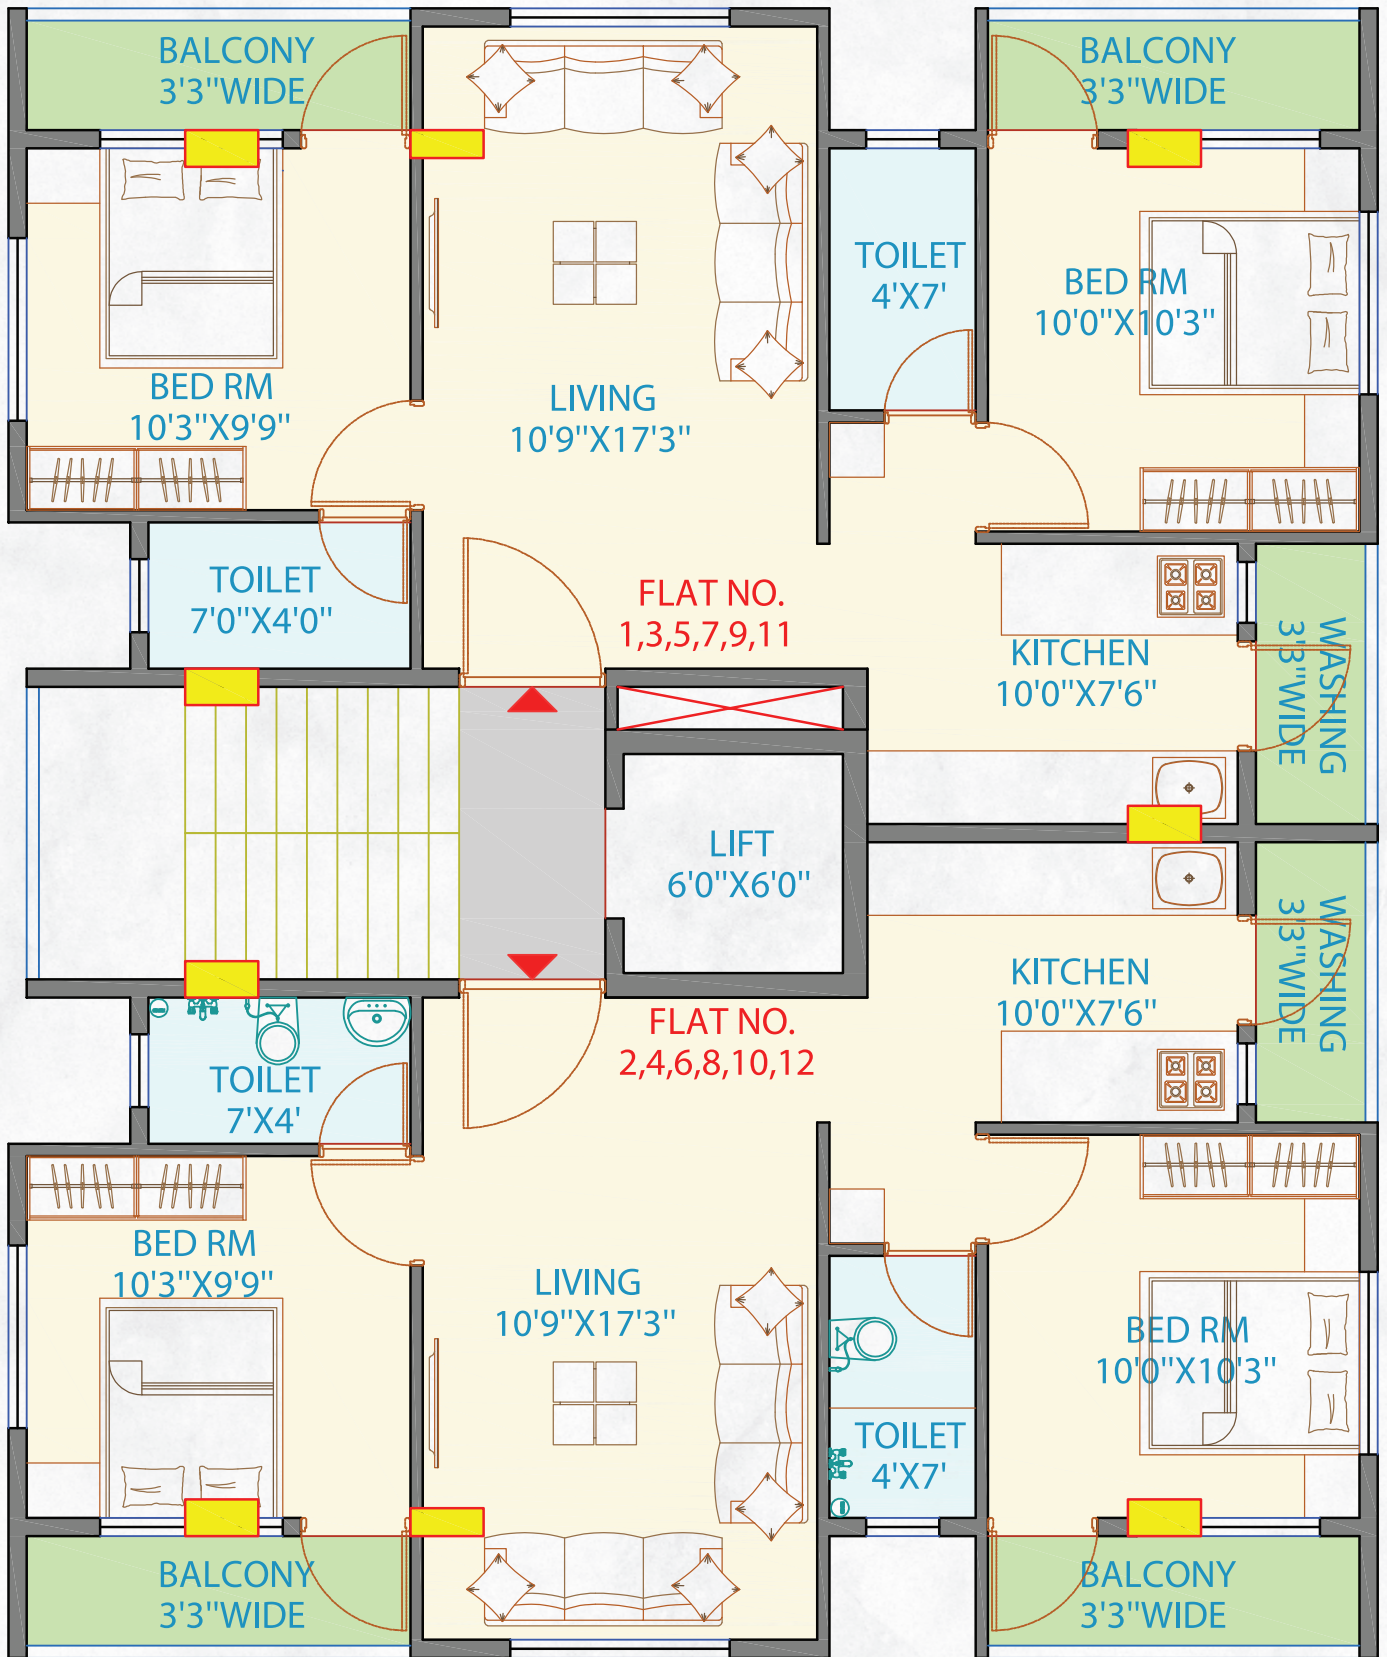 BALCONY
3'3"WIDE
BALCONY
3'3"WIDE
TOILET
4'X7'
BED RM
10'0"X10'3"
BED RM
10'3"X9'9"
LIVING
10'9"X17'3"
TOILET
7'0"X4'0"
FLAT NO.
1,3,5,7,9,11
KITCHEN
10'0"X7'6"
WASHING
3'3"WIDE
LIFT
6'0"X6'0"
KITCHEN
10'0"X7'6"
WASHING
3'3"WIDE
FLAT NO.
2,4,6,8,10,12
TOILET
7'X4'
BED RM
10'3"X9'9"
LIVING
10'9"X17'3"
BED RM
10'0"X10'3"
TOILET
4'X7'
BALCONY
3'3"WIDE
BALCONY
3'3"WIDE